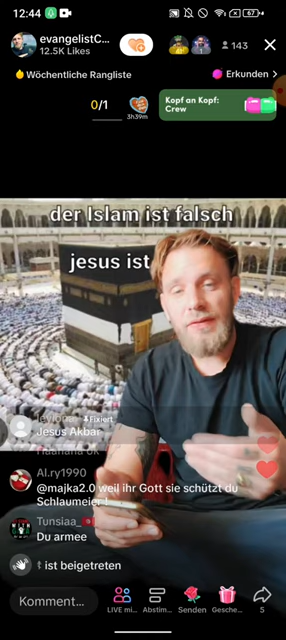 12:44
67
evangelistC...
12.5K Likes
143
Wöchentliche Rangliste
Erkunden >
0/1
3h39m
Kopf an Kopf:
Crew
der Islam ist falsch
jesus ist
leylona
Fixiert
Jesus Akbar
Al.ry1990
@majka2.0 weil ihr Gott sie schützt du
Schlaumeier !
Tunsiaa_
Du armee
ist beigetreten
Komment...
LIVE mi...
Abstim...
Senden
Gesche...
5